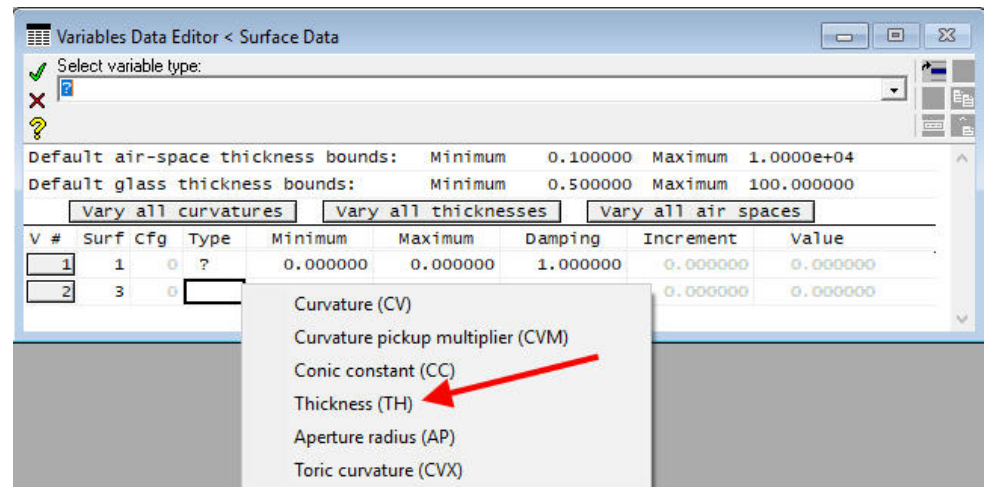 Variables Data Editor < Surface Data
Select variable type:
?
?
Default air-space thickness bounds: Minimum 0.100000 Maximum 1.0000e+04
Default glass thickness bounds: Minimum 0.500000 Maximum 100.000000
Vary all curvatures Vary all thicknesses Vary all air spaces
V # Surf Cfg Type Minimum Maximum Damping Increment Value
1 1 0 ? 0.000000 0.000000 1.000000 0.000000 0.000000
2 3 0 0.000000 0.000000
Curvature (CV)
Curvature pickup multiplier (CVM)
Conic constant (CC)
Thickness (TH)
Aperture radius (AP)
Toric curvature (CVX)